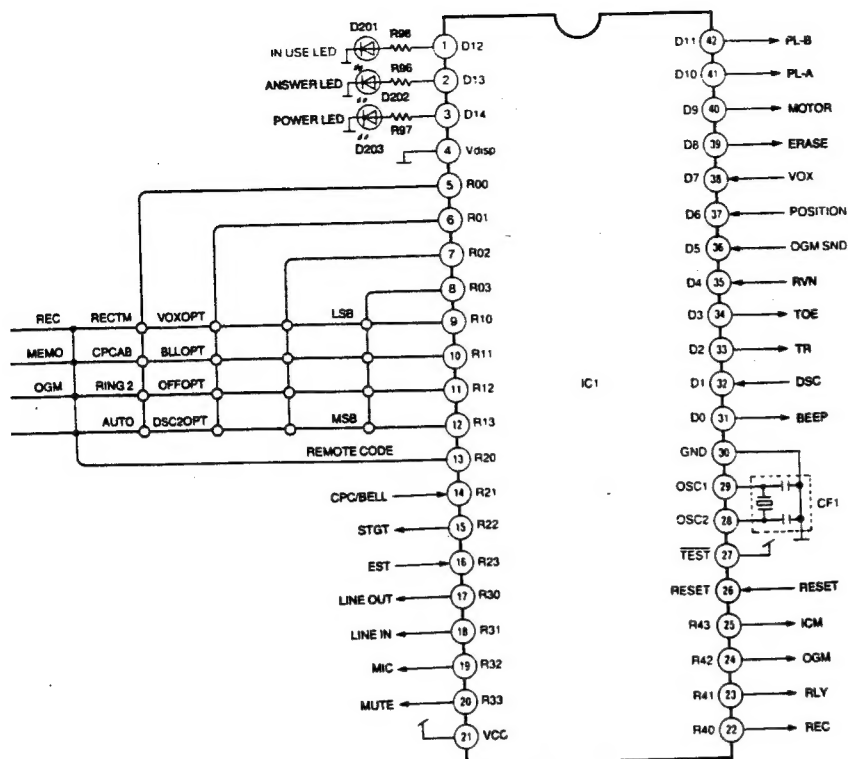 D201
R98
IN USE LED
1 D12
R96
ANSWER LED
2 D13
D202
POWER LED
3 D14
R97
D203
4 Vdisp
5 R00
6 R01
7 R02
8 R03
REC RECTM VOXOPT LSB 9 R10
MEMO CPCAB BLLOPT 10 R11
OGM RING 2 OFFOPT 11 R12
AUTO DSC2OPT MSB 12 R13
REMOTE CODE 13 R20
CPC/BELL 14 R21
STGT 15 R22
EST 16 R23
LINE OUT 17 R30
LINE IN 18 R31
MIC 19 R32
MUTE 20 R33
21 VCC
IC1
D11 42 PL-B
D10 41 PL-A
D9 40 MOTOR
D8 39 ERASE
D7 38 VOX
D6 37 POSITION
D5 36 OGM SND
D4 35 RVN
D3 34 TOE
D2 33 TR
D1 32 DSC
D0 31 BEEP
GND 30
OSC1 29
CF1
OSC2 28
TEST 27
RESET 26 RESET
R43 25 ICM
R42 24 OGM
R41 23 RLY
R40 22 REC